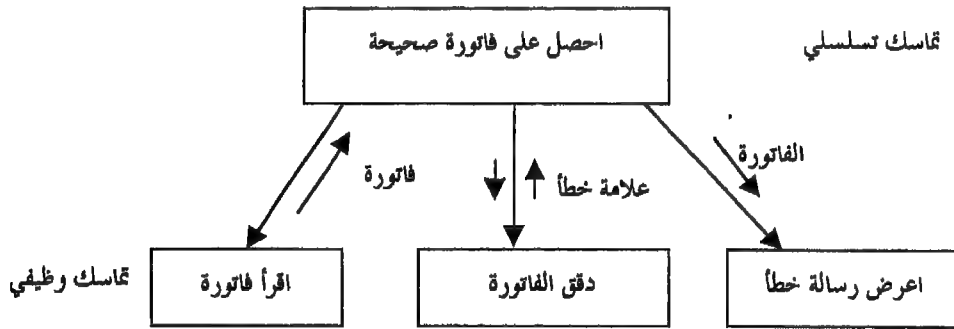 احصل على فاتورة صحيحة
تماسك تسلسلي
الفاتورة
فاتورة
علامة خطأ
اعرض رسالة خطأ
دقق الفاتورة
اقرأ فاتورة
تماسك وظيفي